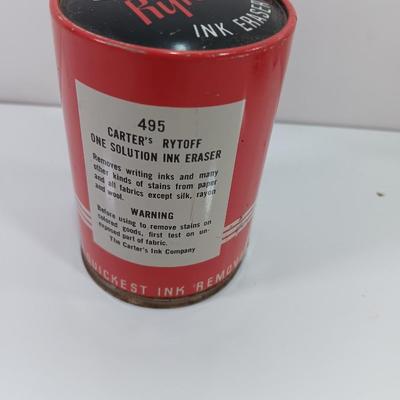 INK ERASER
495
CARTER'S RYTOFF
ONE SOLUTION INK ERASER
Removes writing inks and many
other kinds of stains from paper
and all fabrics except silk, rayon
and wool.
WARNING
Before using to remove stains on
colored goods, first test on un-
exposed part of fabric.
The Carter's Ink Company
QUICKEST INK REMOV